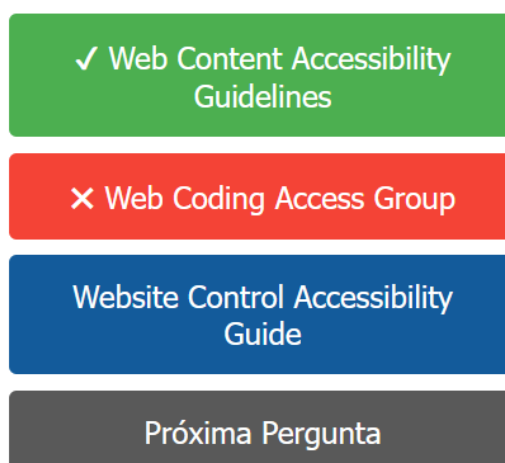 ✓ Web Content Accessibility
Guidelines
✕ Web Coding Access Group
Website Control Accessibility
Guide
Próxima Pergunta